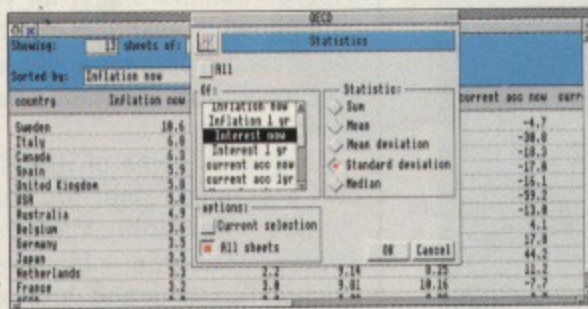 OECD
Showing: 13 sheets of:
Statistics
All
Sorted by: Inflation now
Of:
Inflation now
Inflation 1 yr
Interest now
Interest 1 yr
current acc now
current acc 1yr
Statistic:
Sum
Mean
Mean deviation
Standard deviation
Median
options:
Current selection
All sheets
OK Cancel
country Inflation now current acc now curr
Sweden 10.6 -4.7
Italy 6.8 -30.8
Canada 6.3 -18.3
Spain 5.9 -17.0
United Kingdom 5.8 -16.1
USA 5.0 -59.2
Australia 4.9 -13.0
Belgium 3.6 4.1
Germany 3.5 17.8
Japan 3.5 44.2
Netherlands 3.3 2.2 9.14 8.25 11.2
France 3.2 3.0 9.81 10.16 -7.7